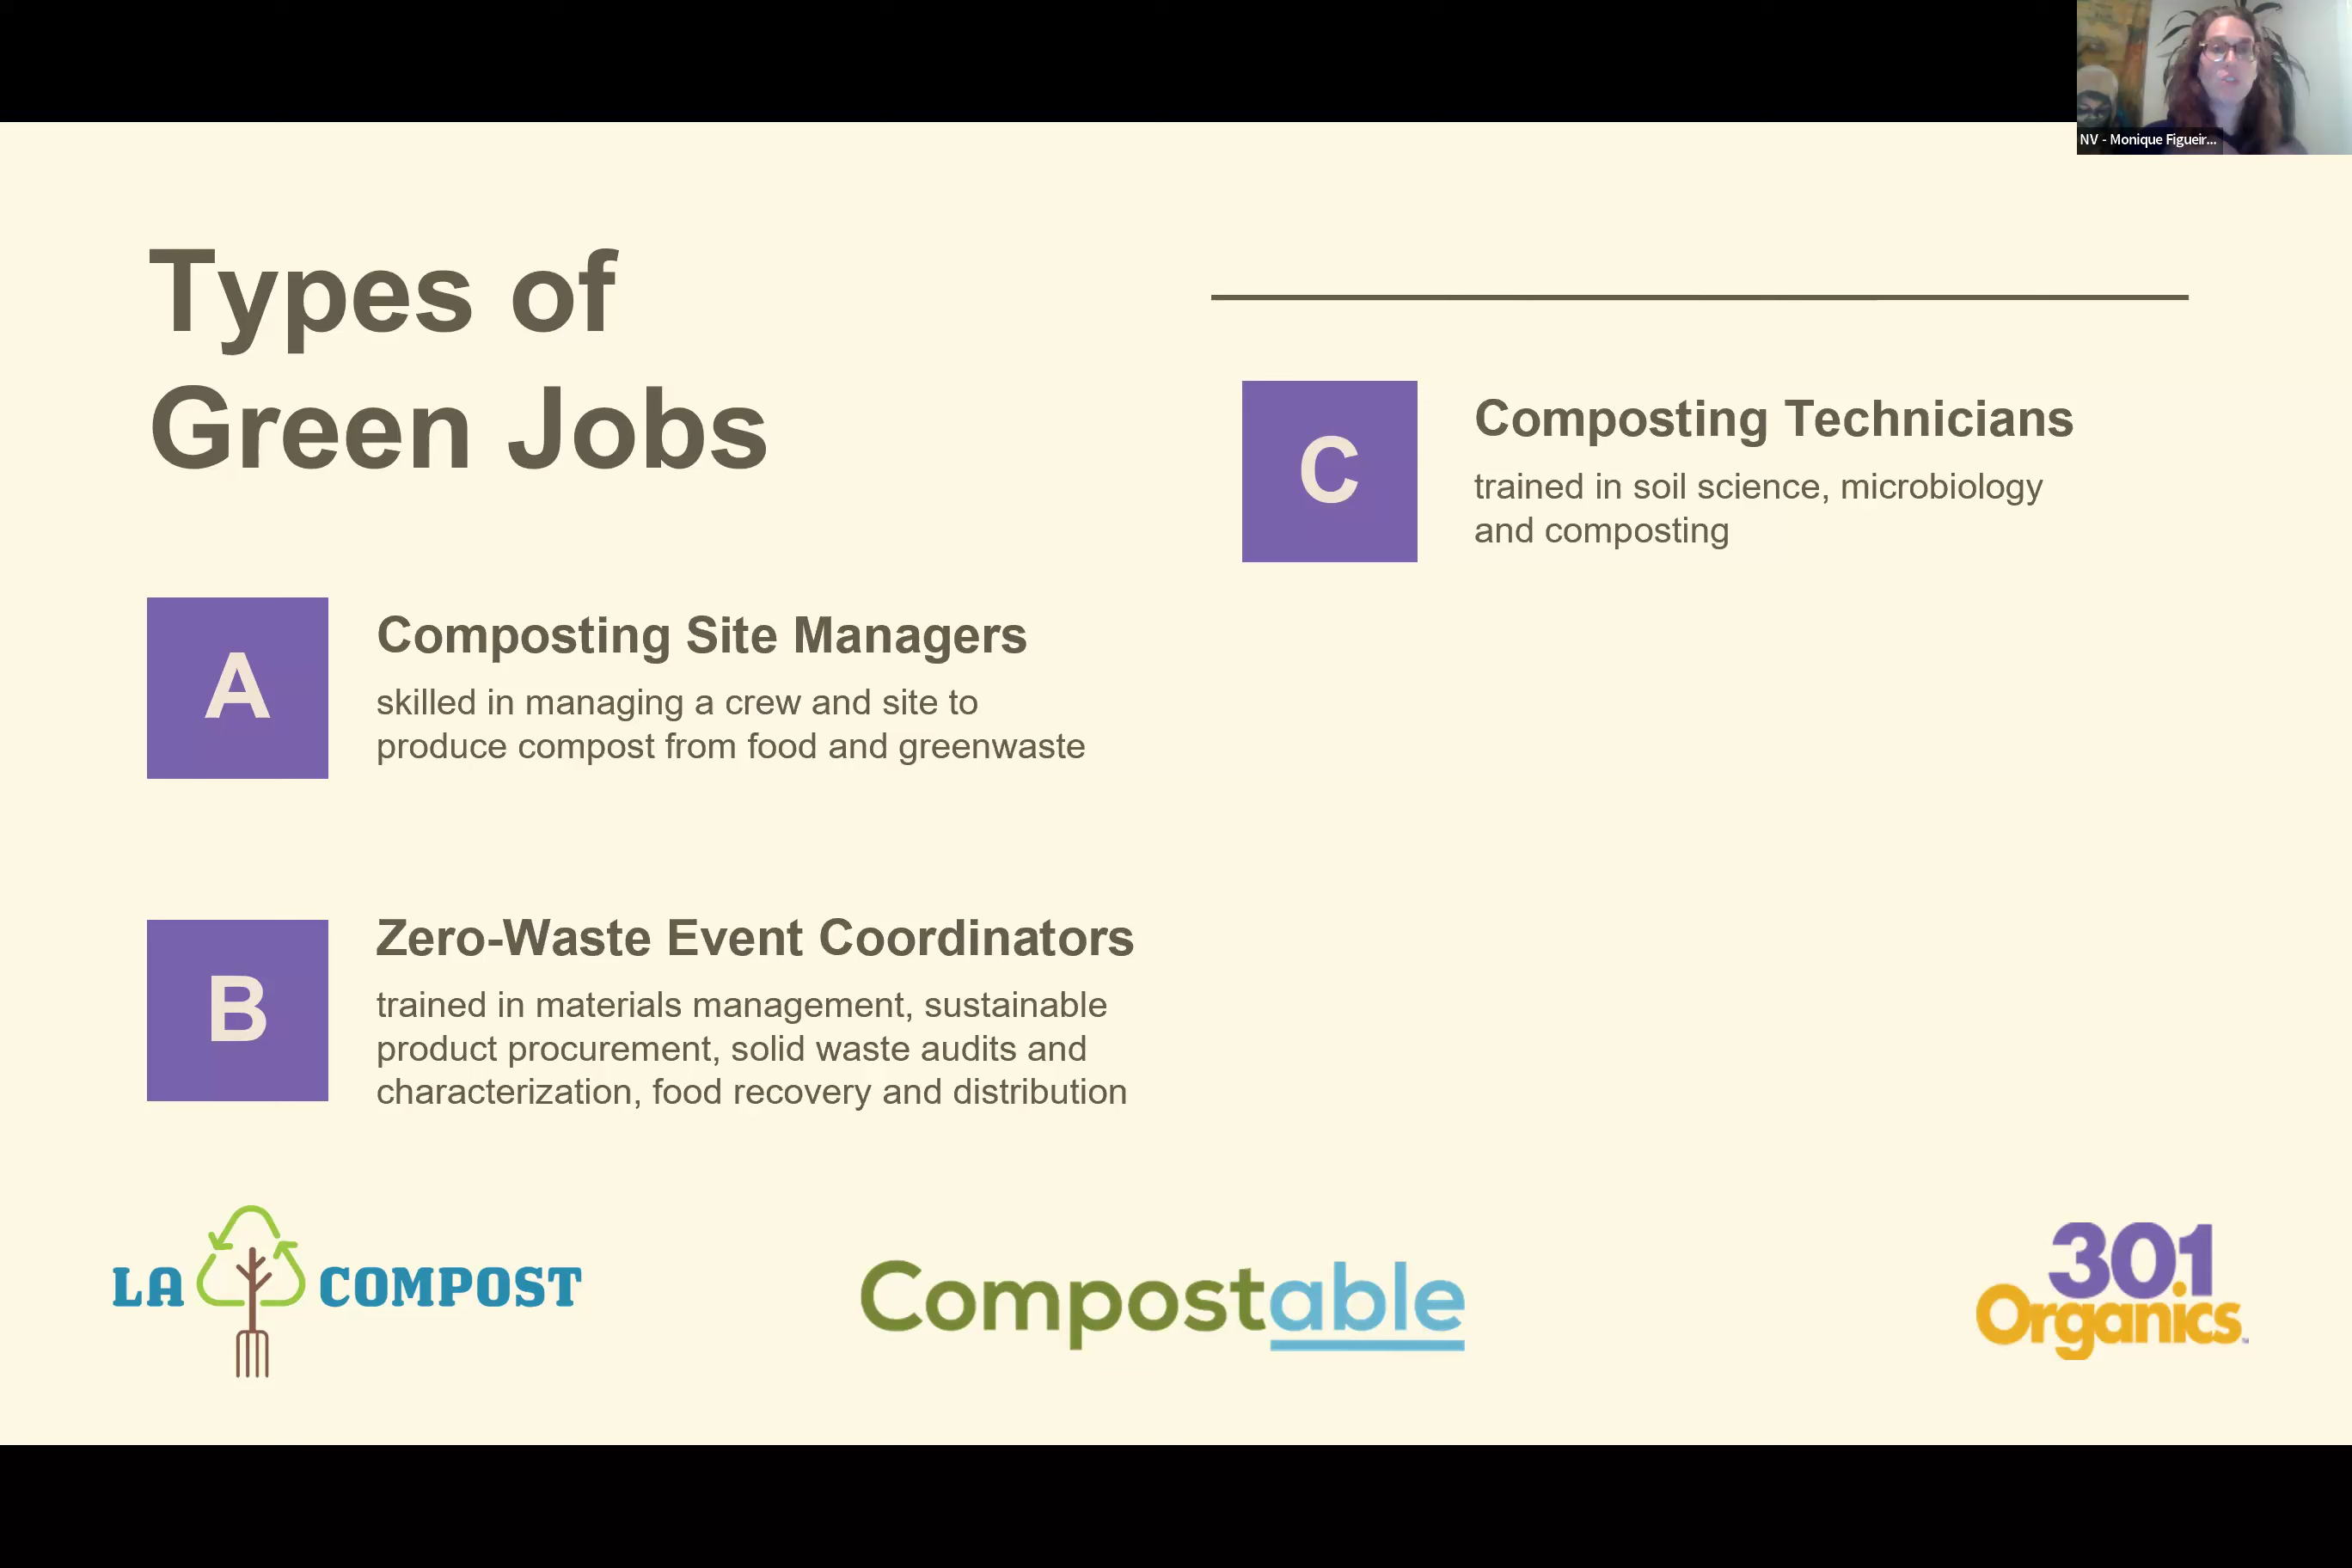 NV - Monique Figueir...
Types of
Green Jobs
A
Composting Site Managers
skilled in managing a crew and site to
produce compost from food and greenwaste
B
Zero-Waste Event Coordinators
trained in materials management, sustainable
product procurement, solid waste audits and
characterization, food recovery and distribution
C
Composting Technicians
trained in soil science, microbiology
and composting
LA COMPOST
Compostable
30.1
Organics